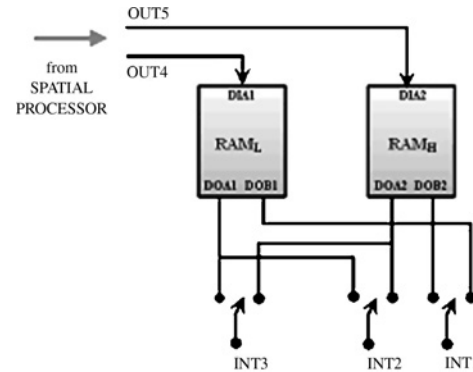 OUT5
OUT4
from
SPATIAL
PROCESSOR
DIA1
DIA2
RAML
RAMH
DOA1 DOB1
DOA2 DOB2
INT3
INT2
INT